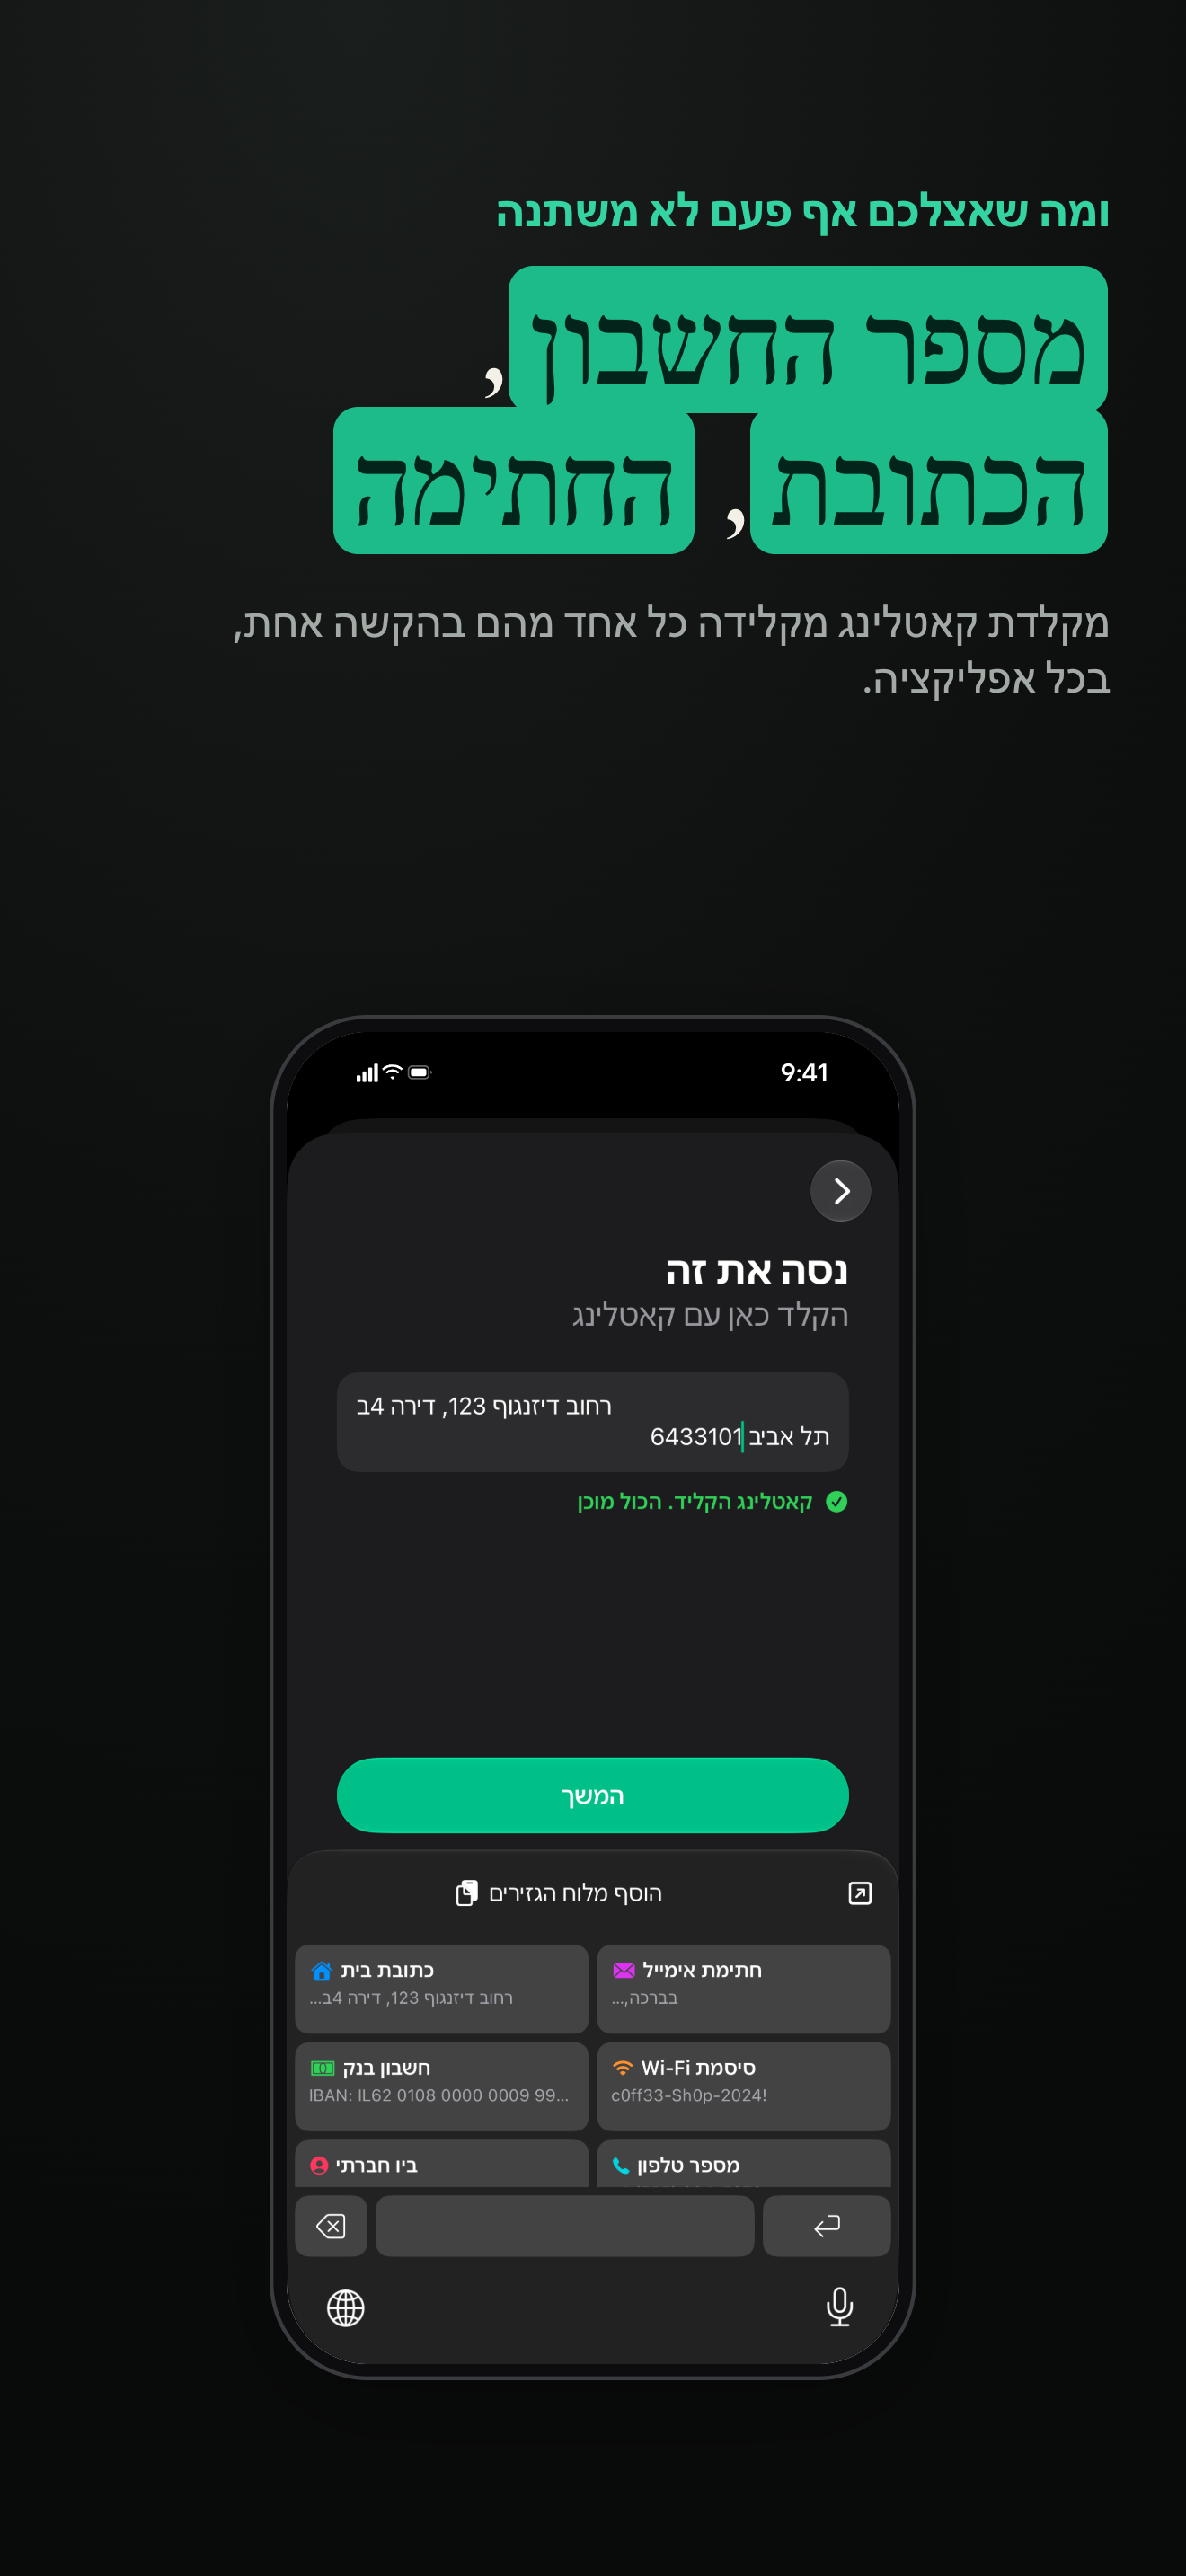 ומה שאצלכם אף פעם לא משתנה
מספר החשבון,
הכתובת, החתימה
מקלדת קאטלינג מקלידה כל אחד מהם בהקשה אחת,
בכל אפליקציה.
9:41
נסה את זה
הקלד כאן עם קאטלינג
רחוב דיזנגוף 123, דירה 4ב
תל אביב 6433101
קאטלינג הקליד. הכול מוכן
המשך
הוסף מלוח הגזירים
חתימת אימייל
בברכה,...
כתובת בית
רחוב דיזנגוף 123, דירה 4ב...
סיסמת Wi-Fi
c0ff33-Sh0p-2024!
חשבון בנק
IBAN: IL62 0108 0000 0009 99...
מספר טלפון
ביו חברתי